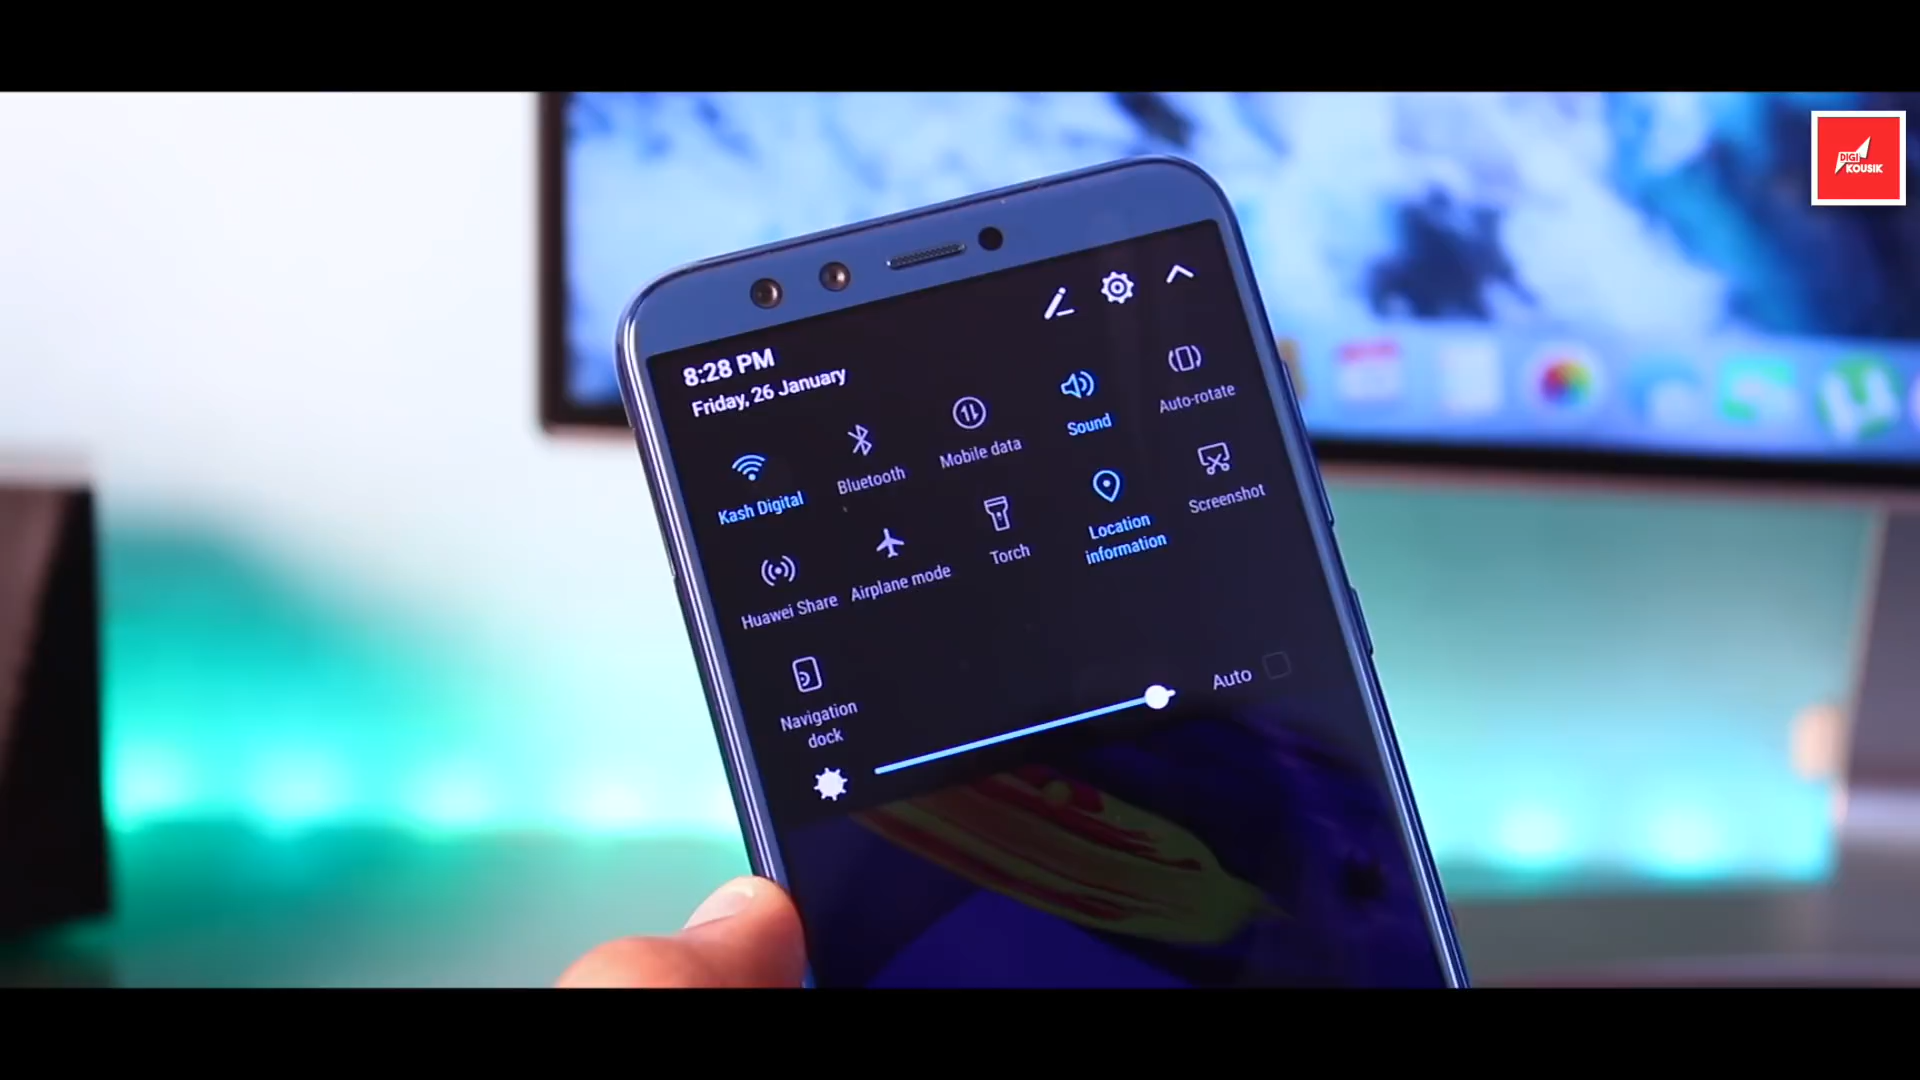 DIGI
KOUSIK
8:28 PM
Friday, 26 January
Kash Digital
Bluetooth
Mobile data
Sound
Auto-rotate
Huawei Share
Airplane mode
Torch
Location
information
Screenshot
Navigation
dock
Auto